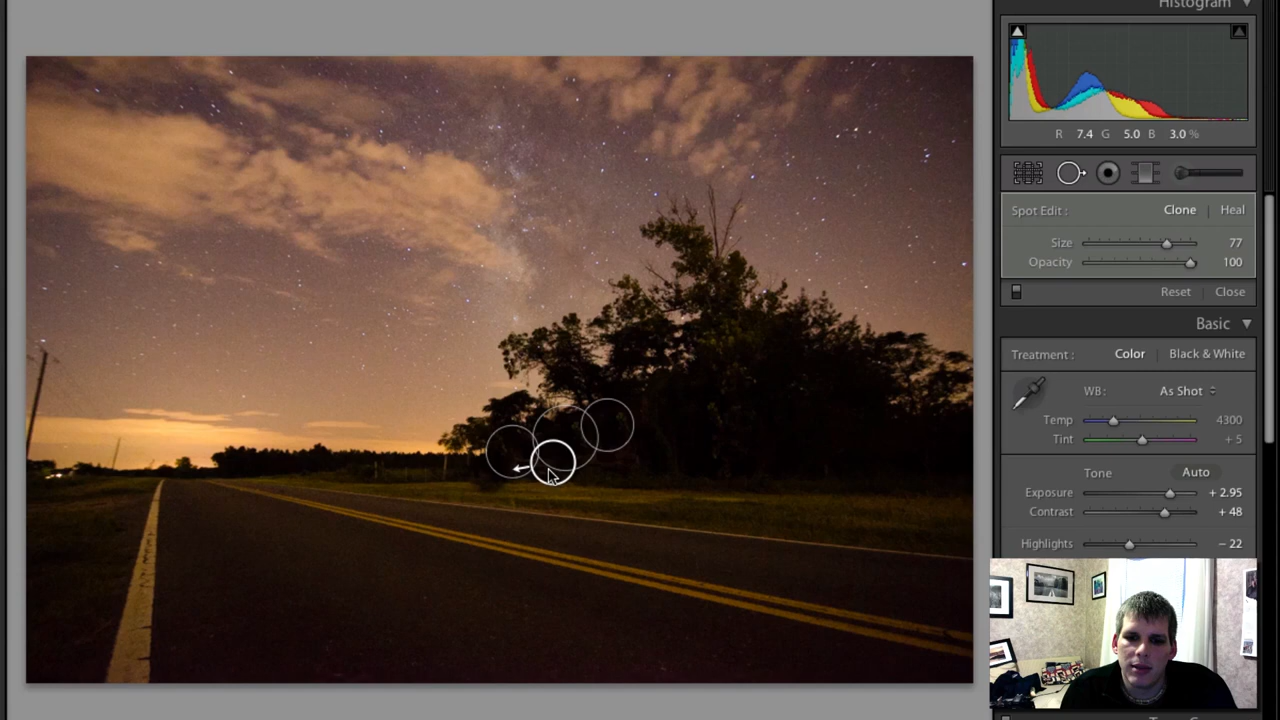 Histogram
R 7.4 G 5.0 B 3.0 %
Spot Edit : Clone | Heal
Size 77
Opacity 100
Reset | Close
Basic
Treatment : Color | Black & White
WB: As Shot
Temp 4300
Tint + 5
Tone Auto
Exposure + 2.95
Contrast + 48
Highlights − 22